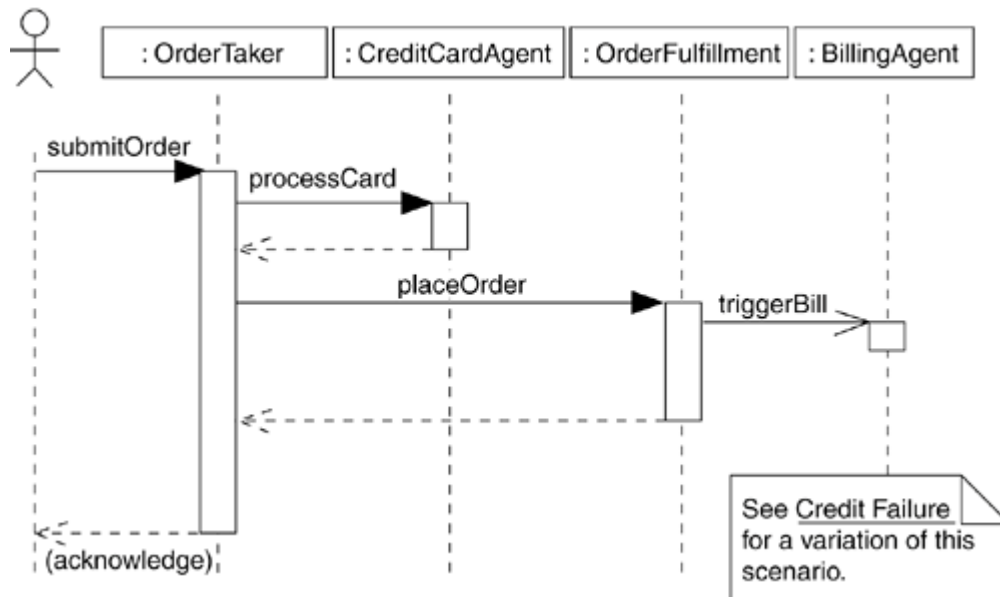 : OrderTaker
: CreditCardAgent
: OrderFulfillment
: BillingAgent
submitOrder
processCard
placeOrder
triggerBill
(acknowledge)
See Credit Failure
for a variation of this
scenario.